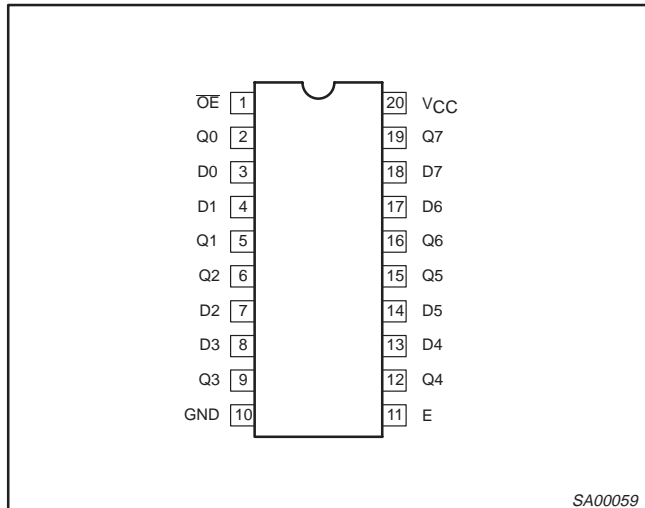 O̅E̅ 1 20 VCC
Q0 2 19 Q7
D0 3 18 D7
D1 4 17 D6
Q1 5 16 Q6
Q2 6 15 Q5
D2 7 14 D5
D3 8 13 D4
Q3 9 12 Q4
GND 10 11 E
SA00059